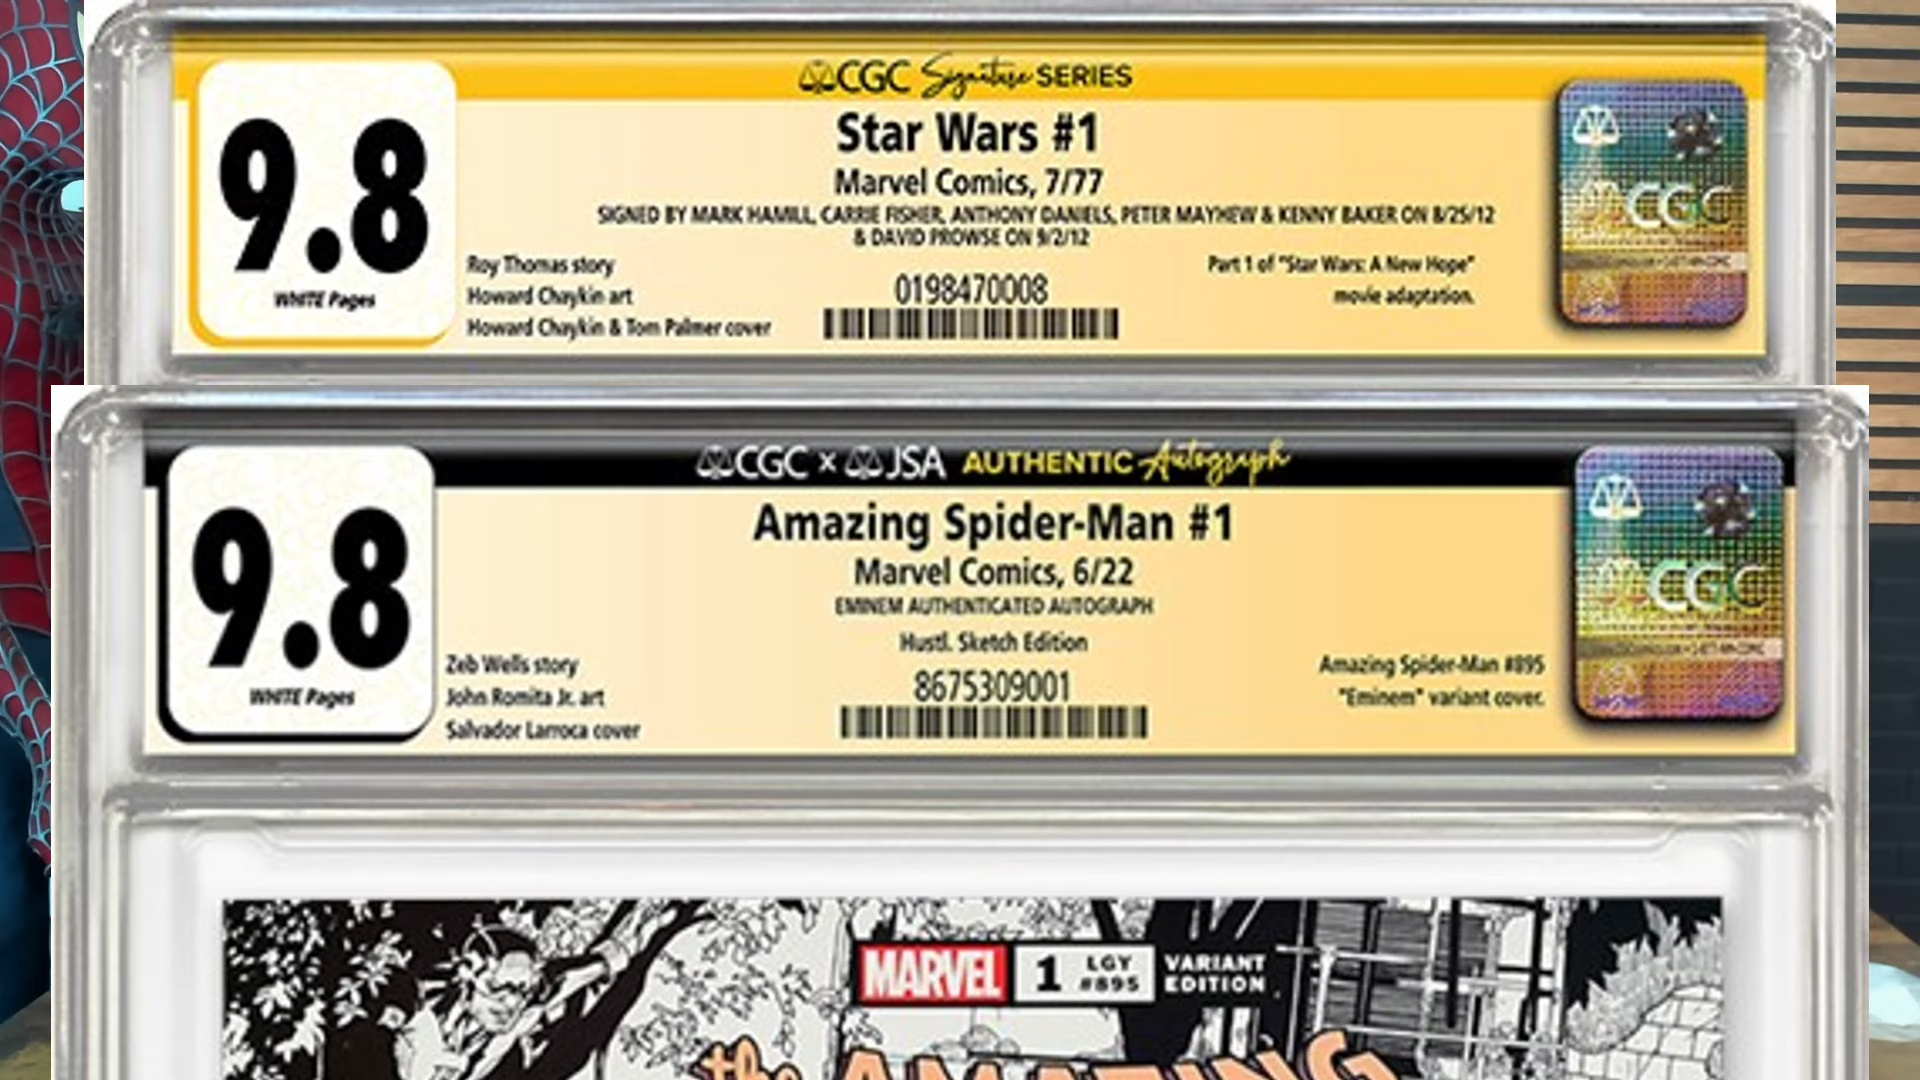 CGC Signature SERIES
Star Wars #1
Marvel Comics, 7/77
SIGNED BY MARK HAMILL, CARRIE FISHER, ANTHONY DANIELS, PETER MAYHEW & KENNY BAKER ON 8/25/12
& DAVID PROWSE ON 9/2/12
9.8
WHITE Pages
Roy Thomas story
Howard Chaykin art
Howard Chaykin & Tom Palmer cover
0198470008
Part 1 of "Star Wars: A New Hope"
movie adaptation.
CGC
CGC x JSA AUTHENTIC Autograph
Amazing Spider-Man #1
Marvel Comics, 6/22
EMINEM AUTHENTICATED AUTOGRAPH
Hustl. Sketch Edition
9.8
WHITE Pages
Zeb Wells story
John Romita Jr. art
Salvador Larroca cover
8675309001
Amazing Spider-Man #895
"Eminem" variant cover.
CGC
MARVEL 1 LGY #895 VARIANT EDITION
the AMAZING